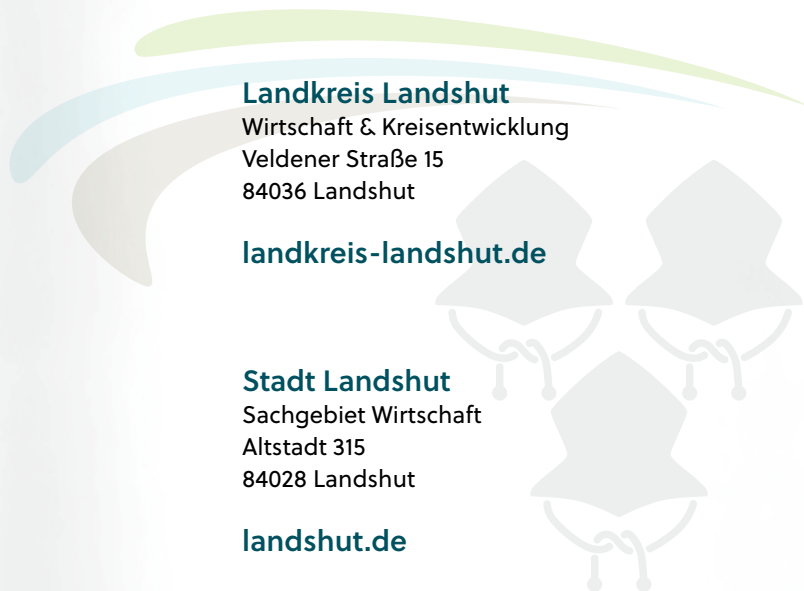 Landkreis Landshut
Wirtschaft & Kreisentwicklung
Veldener Straße 15
84036 Landshut
landkreis-landshut.de
Stadt Landshut
Sachgebiet Wirtschaft
Altstadt 315
84028 Landshut
landshut.de